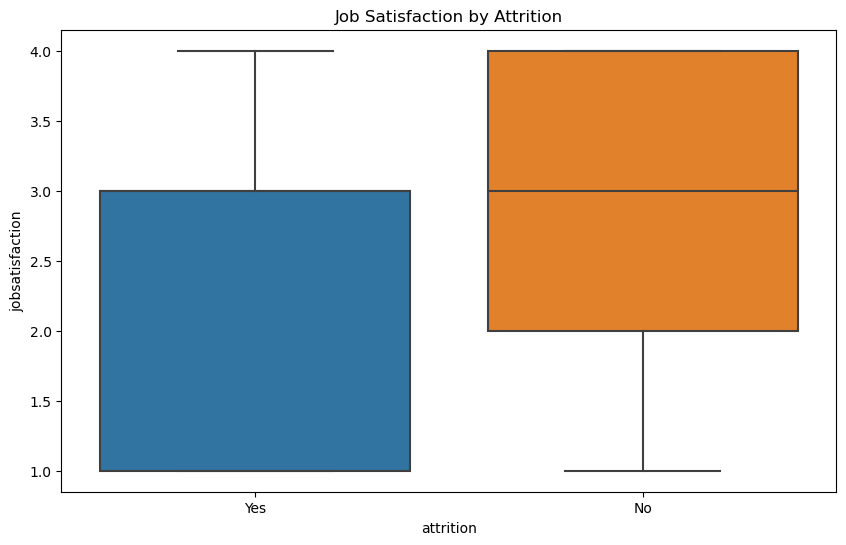 Job Satisfaction by Attrition
jobsatisfaction
4.0
3.5
3.0
2.5
2.0
1.5
1.0
Yes
No
attrition